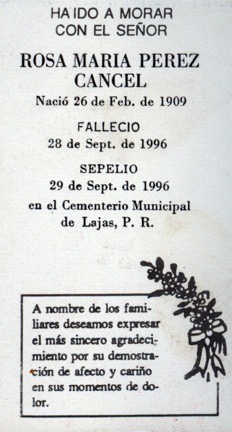 HA IDO A MORAR
CON EL SEÑOR
ROSA MARIA PEREZ
CANCEL
Nació 26 de Feb. de 1909
FALLECIO
28 de Sept. de 1996
SEPELIO
29 de Sept. de 1996
en el Cementerio Municipal
de Lajas, P. R.
A nombre de los fami-
liares deseamos expresar
el más sincero agradeci-
miento por su demostra-
ción de afecto y cariño
en sus momentos de do-
lor.